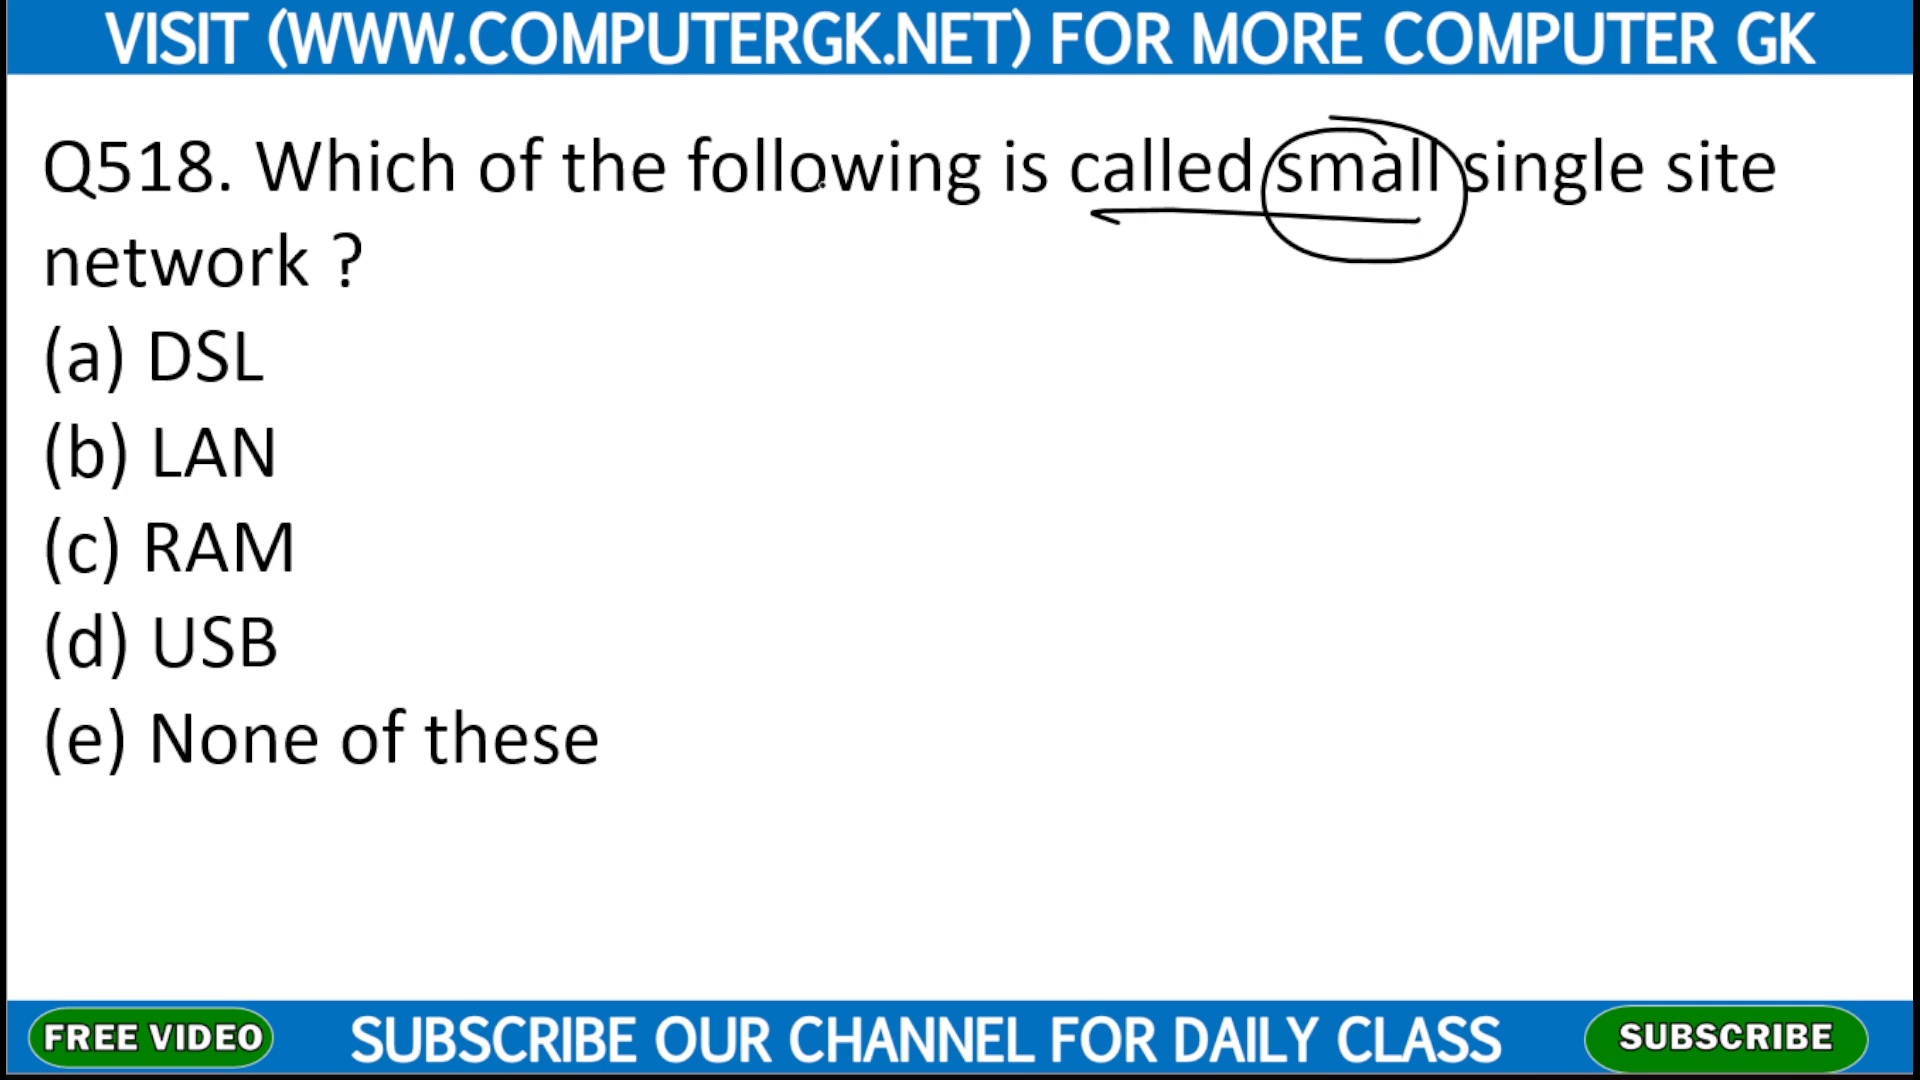 VISIT (WWW.COMPUTERGK.NET) FOR MORE COMPUTER GK
Q518. Which of the following is called small single site
network ?
(a) DSL
(b) LAN
(c) RAM
(d) USB
(e) None of these
FREE VIDEO SUBSCRIBE OUR CHANNEL FOR DAILY CLASS SUBSCRIBE